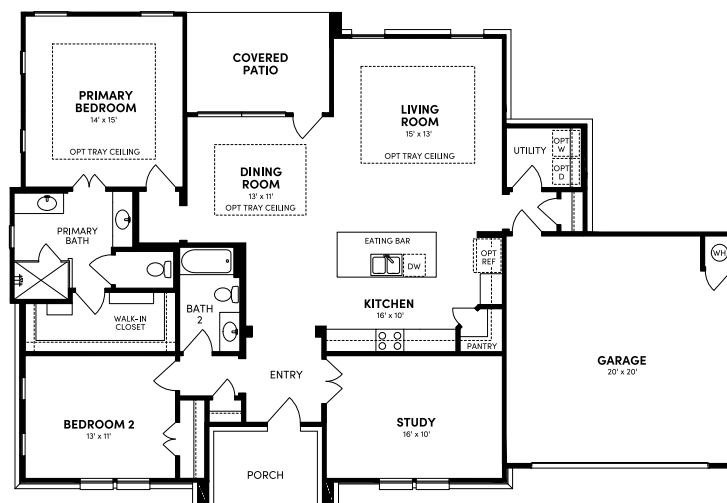 COVERED
PATIO
PRIMARY
BEDROOM
14' x 15'
OPT TRAY CEILING
LIVING
ROOM
15' x 13'
OPT TRAY CEILING
UTILITY
OPT
W
OPT
D
DINING
ROOM
13' x 11'
OPT TRAY CEILING
PRIMARY
BATH
EATING BAR
DW
OPT
REF
WH
KITCHEN
16' x 10'
WALK-IN
CLOSET
BATH
2
PANTRY
GARAGE
20' x 20'
ENTRY
BEDROOM 2
13' x 11'
STUDY
16' x 10'
PORCH